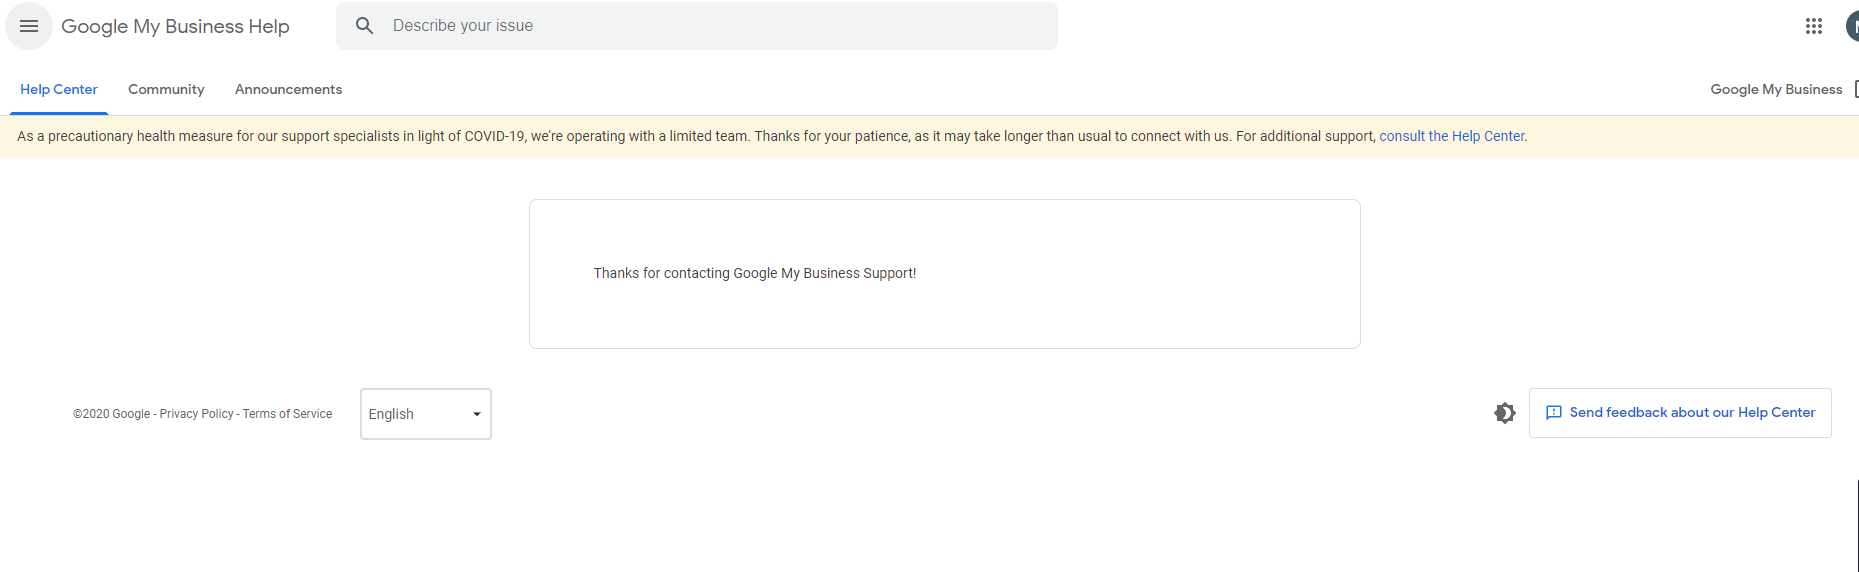 Google My Business Help
Describe your issue
Help Center
Community
Announcements
Google My Business
As a precautionary health measure for our support specialists in light of COVID-19, we're operating with a limited team. Thanks for your patience, as it may take longer than usual to connect with us. For additional support, consult the Help Center.
Thanks for contacting Google My Business Support!
©2020 Google - Privacy Policy - Terms of Service
English
Send feedback about our Help Center